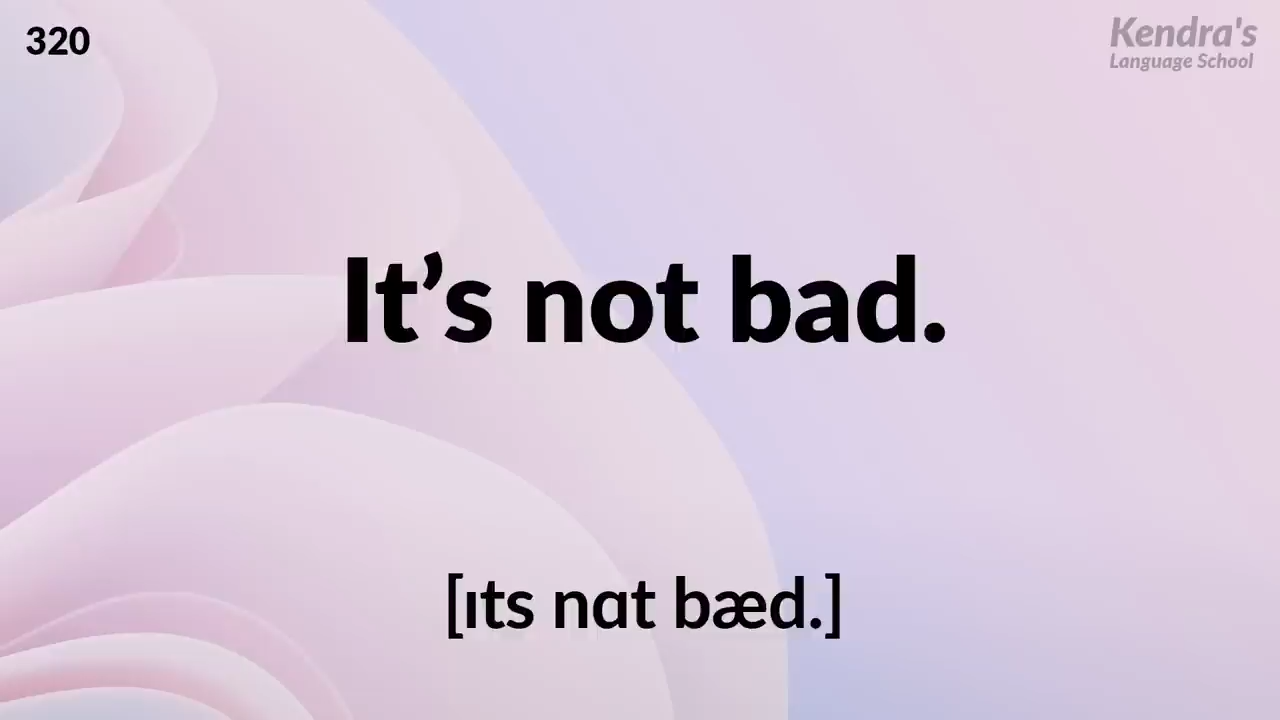 320
Kendra's
Language School
It’s not bad.
[ɪts nɑt bæd.]